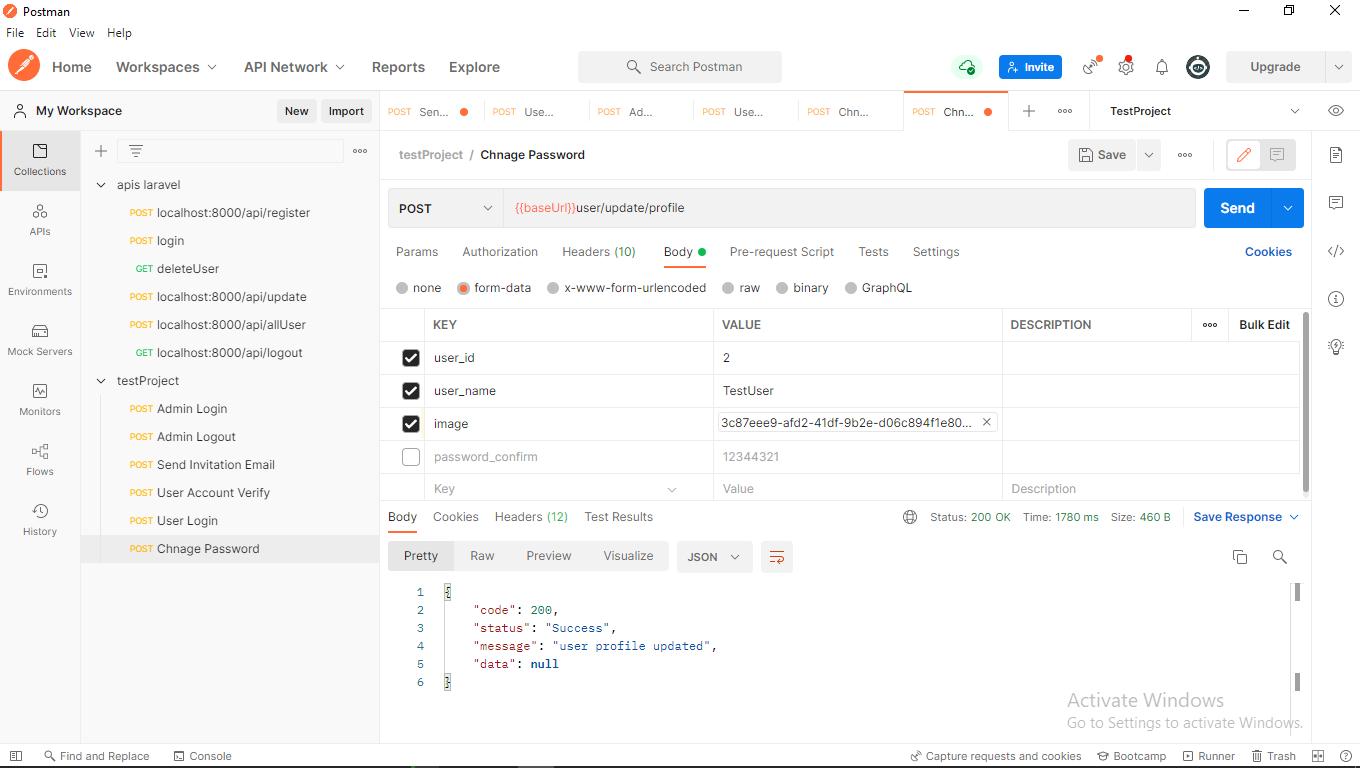 Postman
File Edit View Help
Home Workspaces API Network Reports Explore Search Postman Invite Upgrade
My Workspace New Import POST Sen... POST Use... POST Ad... POST Use... POST Chn... POST Chn... TestProject
Collections
APIs
Environments
Mock Servers
Monitors
Flows
History
apis laravel
POST localhost:8000/api/register
POST login
GET deleteUser
POST localhost:8000/api/update
POST localhost:8000/api/allUser
GET localhost:8000/api/logout
testProject
POST Admin Login
POST Admin Logout
POST Send Invitation Email
POST User Account Verify
POST User Login
POST Chnage Password
testProject / Chnage Password Save
POST {{baseUrl}}user/update/profile Send
Params Authorization Headers (10) Body Pre-request Script Tests Settings Cookies
none form-data x-www-form-urlencoded raw binary GraphQL
KEY VALUE DESCRIPTION Bulk Edit
user_id 2
user_name TestUser
image 3c87eee9-afd2-41df-9b2e-d06c894f1e80...
password_confirm 12344321
Key Value Description
Body Cookies Headers (12) Test Results Status: 200 OK Time: 1780 ms Size: 460 B Save Response
Pretty Raw Preview Visualize JSON
1 {
2 "code": 200,
3 "status": "Success",
4 "message": "user profile updated",
5 "data": null
6 }
Activate Windows
Go to Settings to activate Windows.
Find and Replace Console Capture requests and cookies Bootcamp Runner Trash